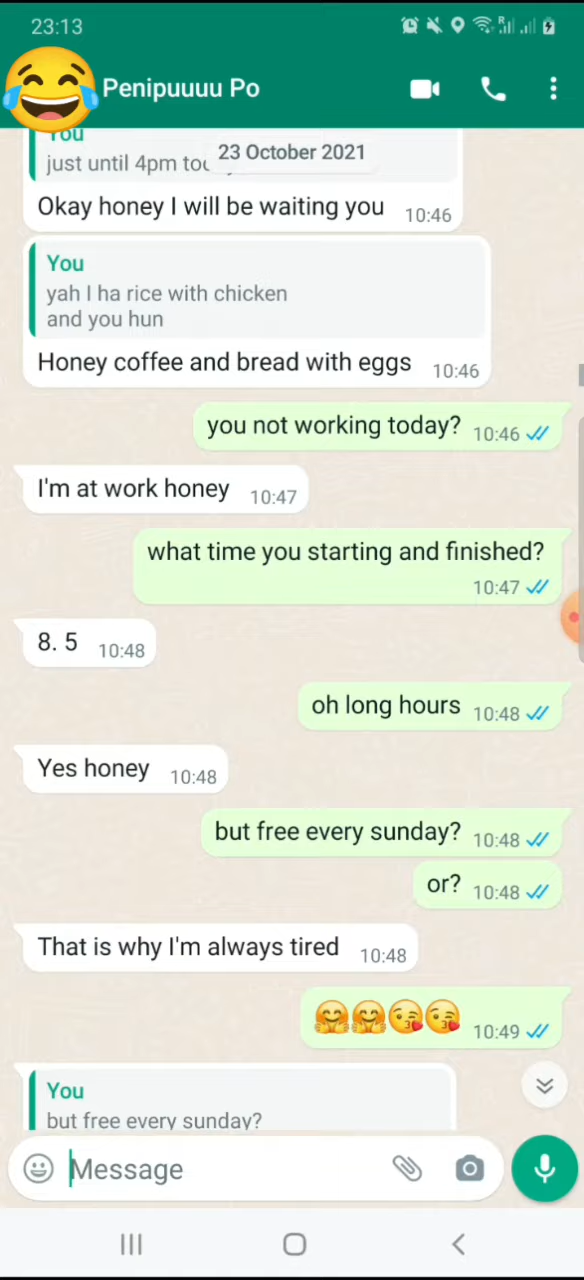 23:13
Penipuuuu Po
You
just until 4pm
23 October 2021
Okay honey I will be waiting you 10:46
You
yah I ha rice with chicken
and you hun
Honey coffee and bread with eggs 10:46
you not working today? 10:46
I'm at work honey 10:47
what time you starting and finished?
10:47
8. 5 10:48
oh long hours 10:48
Yes honey 10:48
but free every sunday? 10:48
or? 10:48
That is why I'm always tired 10:48
10:49
You
but free every sunday?
Message